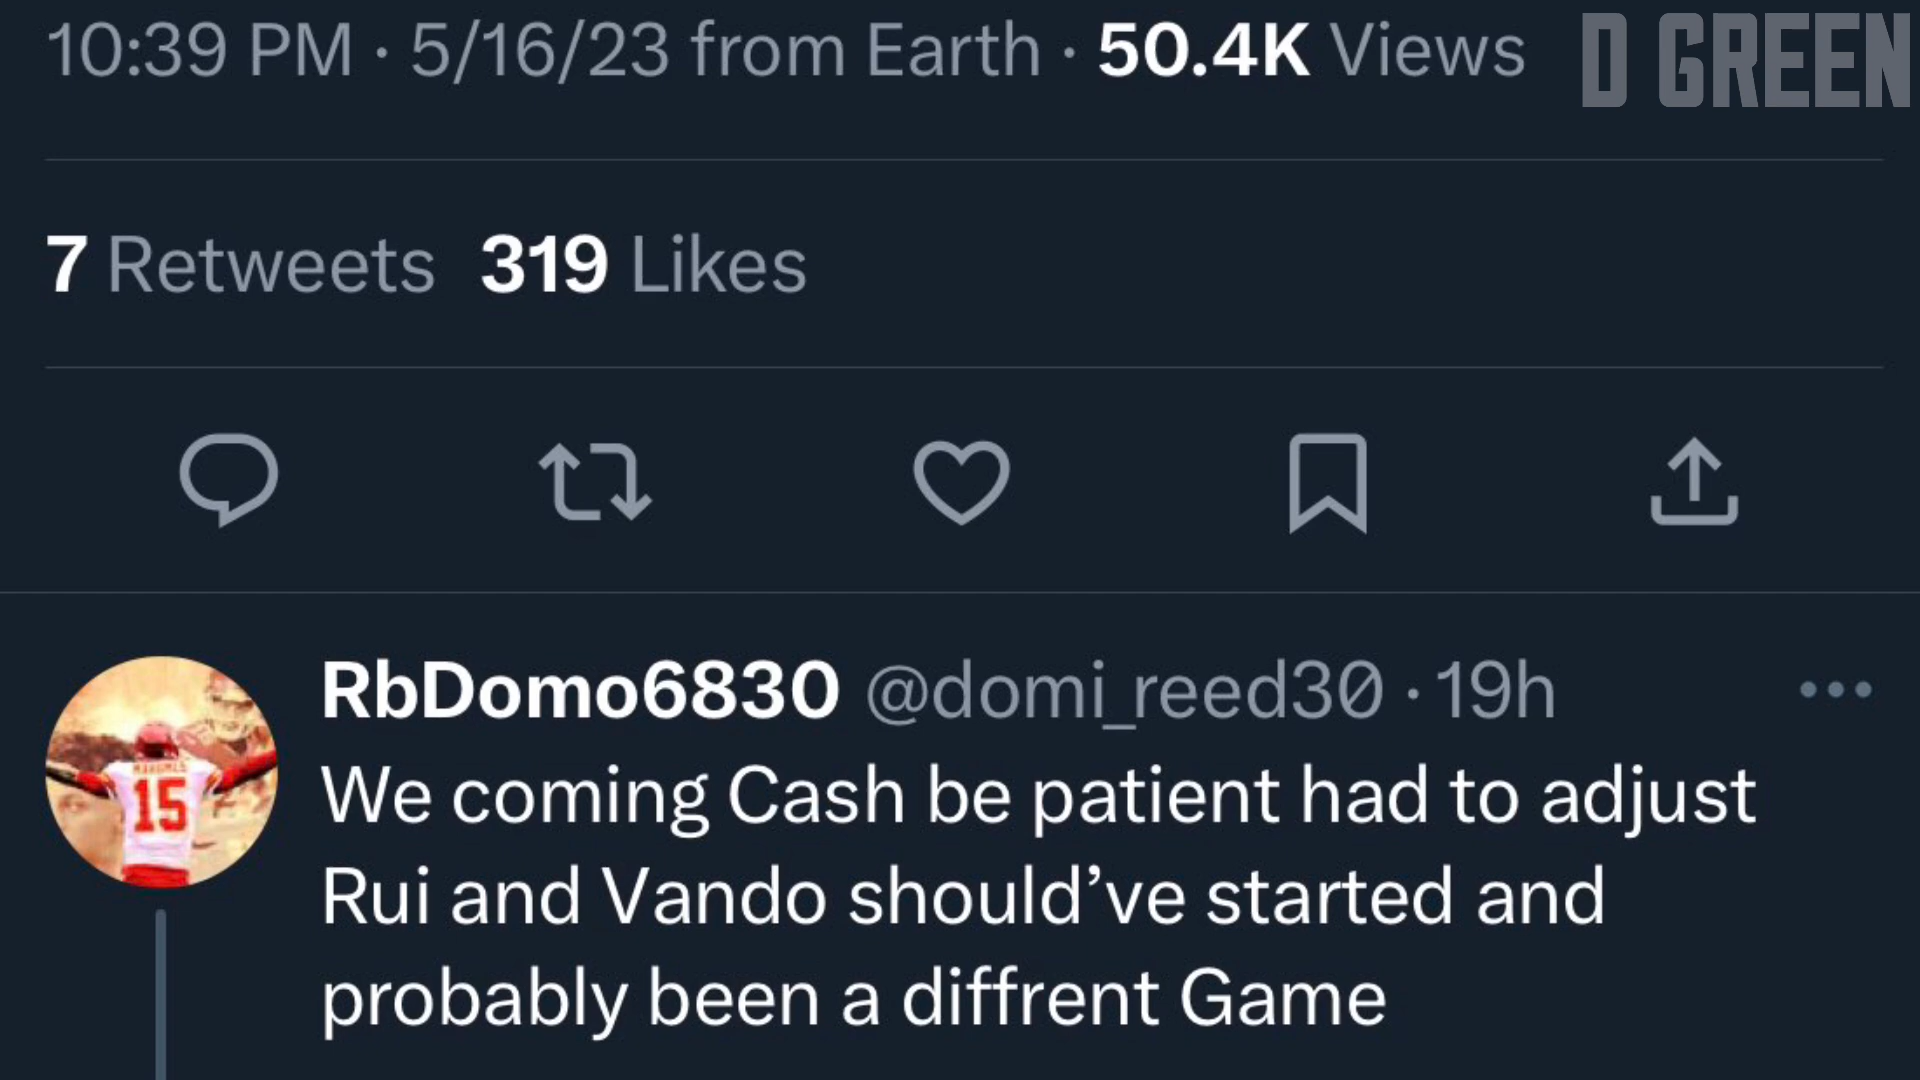 10:39 PM · 5/16/23 from Earth · 50.4K Views
D GREEN
7 Retweets 319 Likes
RbDomo6830 @domi_reed30 · 19h
MAHOMES
15
We coming Cash be patient had to adjust
Rui and Vando should’ve started and
probably been a diffrent Game